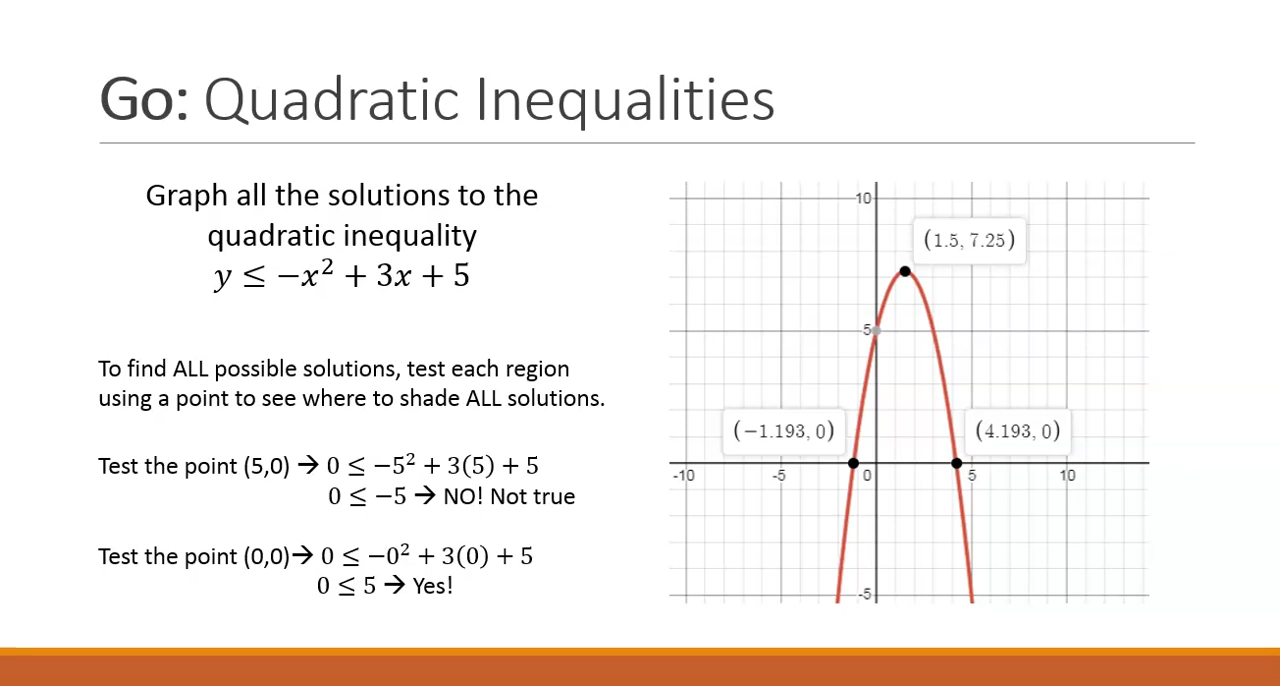 Go: Quadratic Inequalities
Graph all the solutions to the
quadratic inequality
y ≤ −x² + 3x + 5
To find ALL possible solutions, test each region
using a point to see where to shade ALL solutions.
Test the point (5,0) → 0 ≤ −5² + 3(5) + 5
0 ≤ −5 → NO! Not true
Test the point (0,0)→ 0 ≤ −0² + 3(0) + 5
0 ≤ 5 → Yes!
10
(1.5, 7.25)
5
(−1.193, 0)
(4.193, 0)
-10
-5
0
5
10
-5